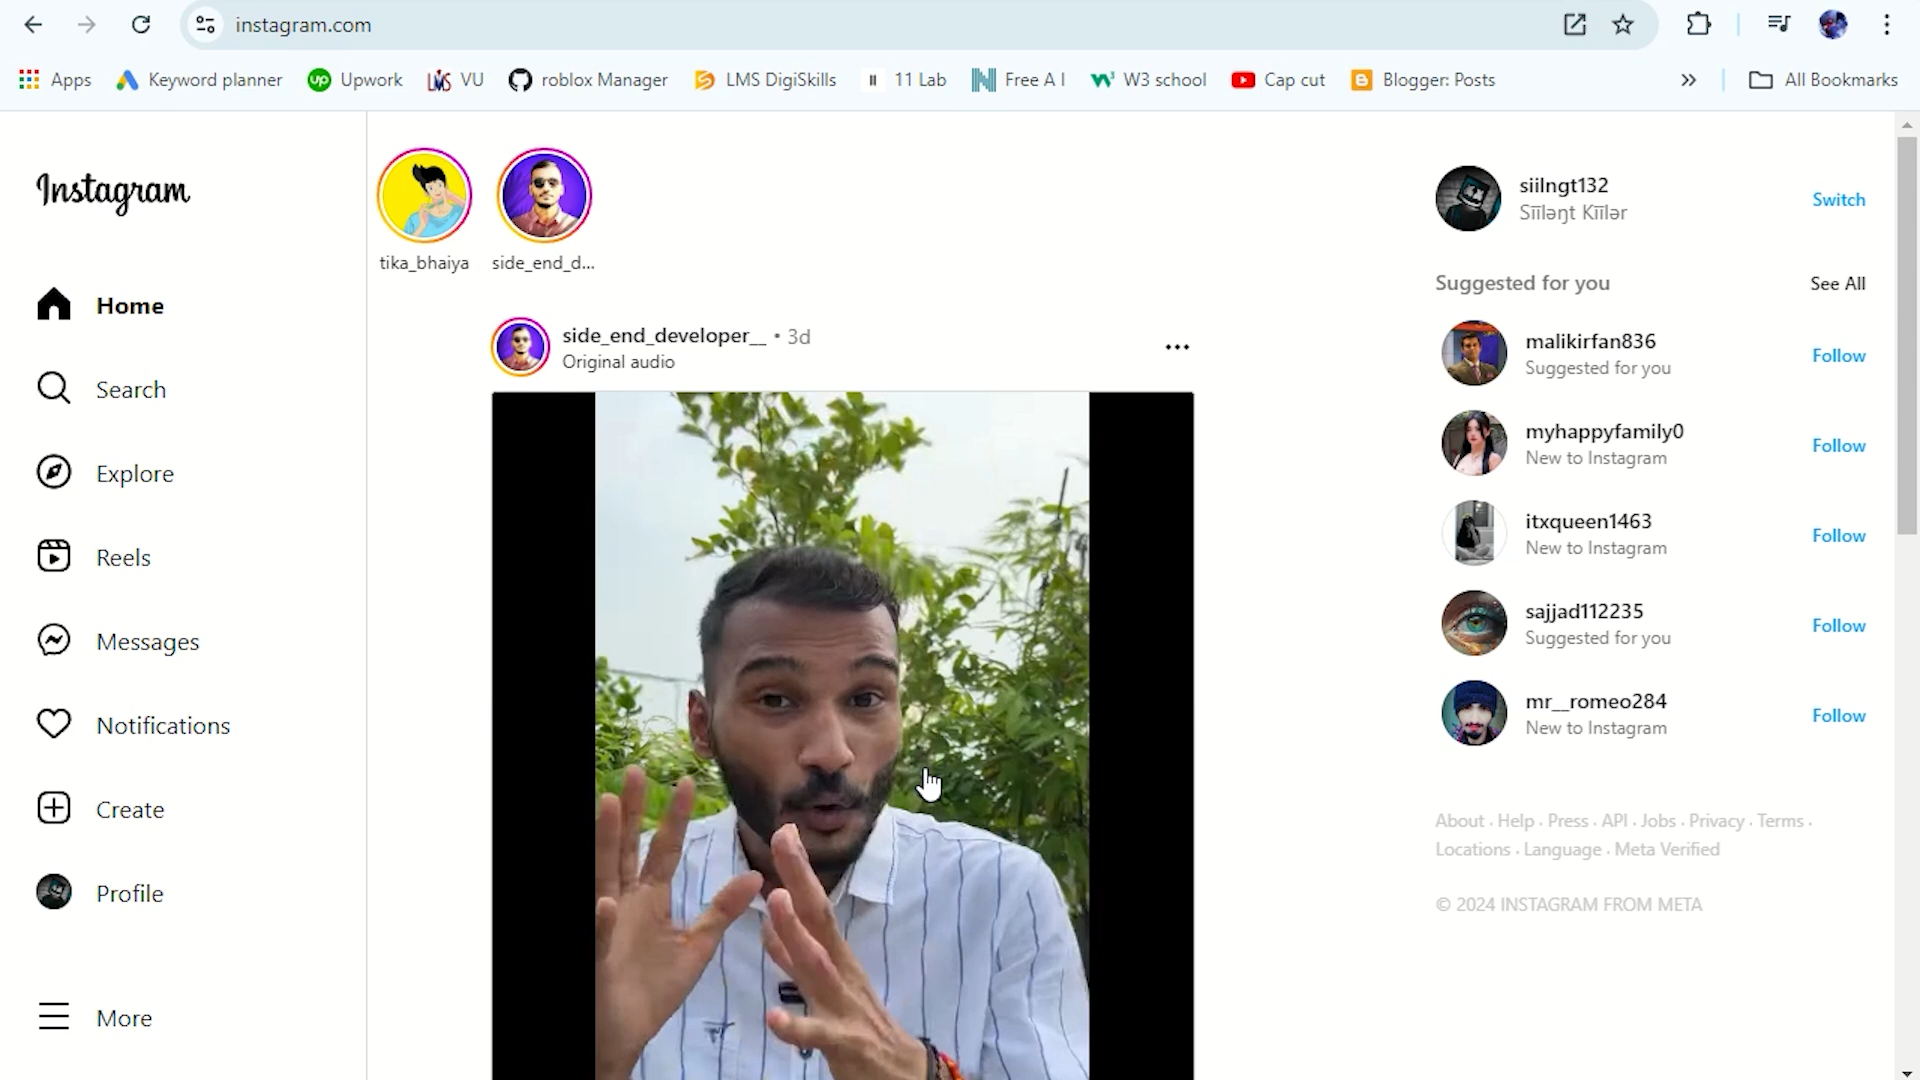 instagram.com
Apps
Keyword planner
Upwork
VU
roblox Manager
LMS DigiSkills
11 Lab
Free A I
W3 school
Cap cut
Blogger: Posts
All Bookmarks
Instagram
Home
Search
Explore
Reels
Messages
Notifications
Create
Profile
More
tika_bhaiya
side_end_d...
side_end_developer__ • 3d
Original audio
siilngt132
Sīīləŋt Kīīlər
Switch
Suggested for you
See All
malikirfan836
Suggested for you
Follow
myhappyfamily0
New to Instagram
Follow
itxqueen1463
New to Instagram
Follow
sajjad112235
Suggested for you
Follow
mr__romeo284
New to Instagram
Follow
About · Help · Press · API · Jobs · Privacy · Terms ·
Locations · Language · Meta Verified
© 2024 INSTAGRAM FROM META